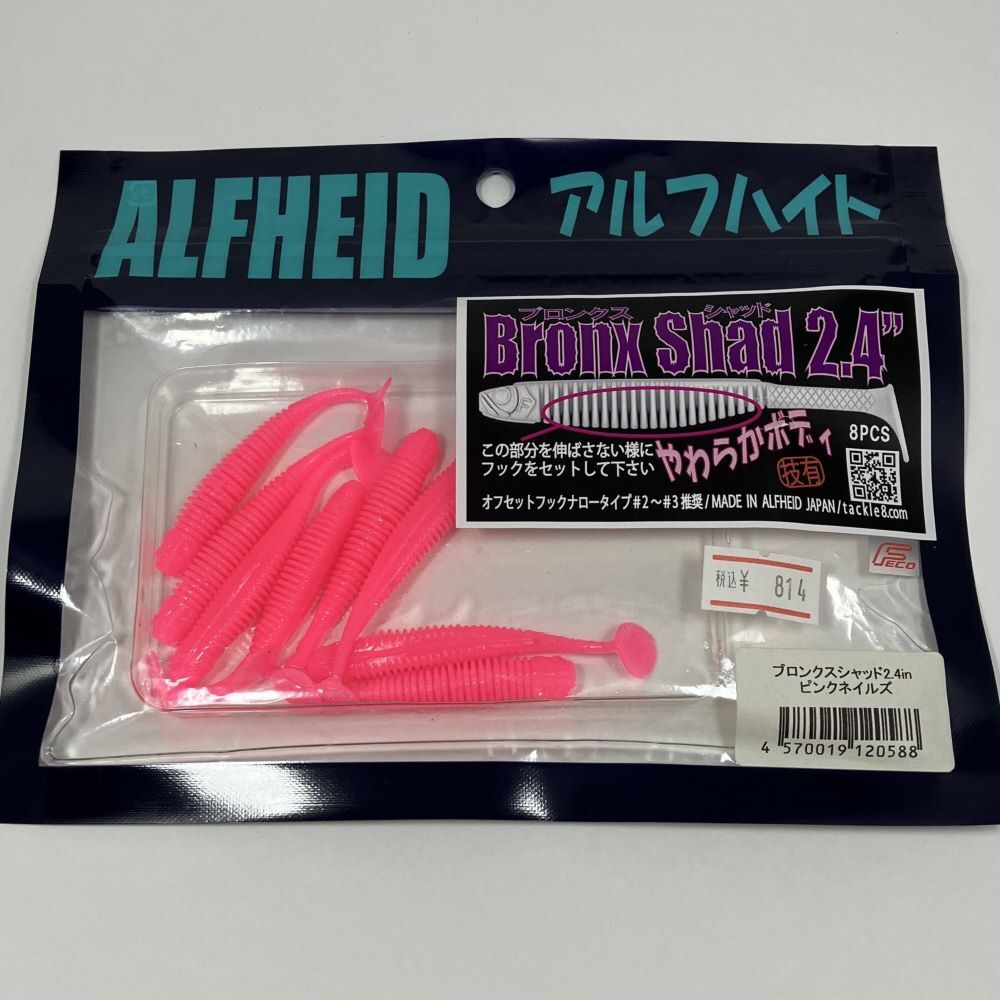 ALFHEID アルフハイト
ブロンクス シャッド
Bronx Shad 2.4”
この部分を伸ばさない様に
フックをセットして下さい
やわらかボディ
技有
8PCS
オフセットフックナロータイプ#2～#3推奨/MADE IN ALFHEID JAPAN/tackle8.com
FECO
税込¥ 814
ブロンクスシャッド2.4in
ピンクネイルズ
4 570019 120588